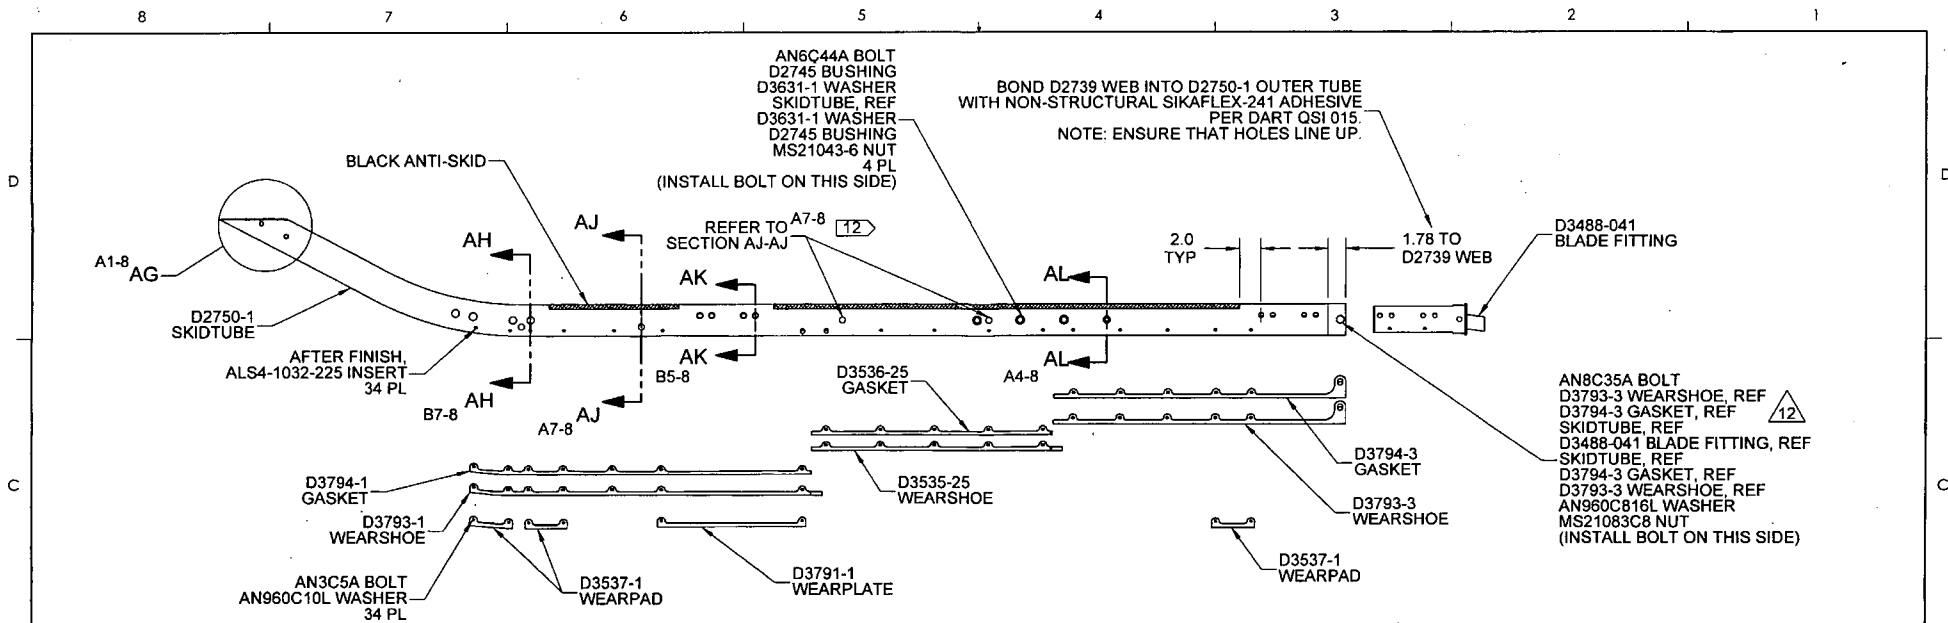 8 7 6 5 4 3 2 1
AN6C44A BOLT
D2745 BUSHING
D3631-1 WASHER
SKIDTUBE, REF
D3631-1 WASHER
D2745 BUSHING
MS21043-6 NUT
4 PL
(INSTALL BOLT ON THIS SIDE)
BOND D2739 WEB INTO D2750-1 OUTER TUBE
WITH NON-STRUCTURAL SIKAFLEX-241 ADHESIVE
PER DART QSI 015.
NOTE: ENSURE THAT HOLES LINE UP.
D
D
BLACK ANTI-SKID
REFER TO
SECTION AJ-AJ
A7-8
12
2.0
TYP
1.78 TO
D2739 WEB
D3488-041
BLADE FITTING
A1-8
AG
AH
AJ
AK
AL
D2750-1
SKIDTUBE
AFTER FINISH,
ALS4-1032-225 INSERT
34 PL
B7-8
AH
A7-8
AJ
B5-8
AK
A4-8
AL
D3536-25
GASKET
AN8C35A BOLT
D3793-3 WEARSHOE, REF
D3794-3 GASKET, REF
SKIDTUBE, REF
D3488-041 BLADE FITTING, REF
SKIDTUBE, REF
D3794-3 GASKET, REF
D3793-3 WEARSHOE, REF
AN960C816L WASHER
MS21083C8 NUT
(INSTALL BOLT ON THIS SIDE)
12
D3794-3
GASKET
D3793-3
WEARSHOE
D3535-25
WEARSHOE
C
C
D3794-1
GASKET
D3793-1
WEARSHOE
AN3C5A BOLT
AN960C10L WASHER
34 PL
D3537-1
WEARPAD
D3791-1
WEARPLATE
D3537-1
WEARPAD